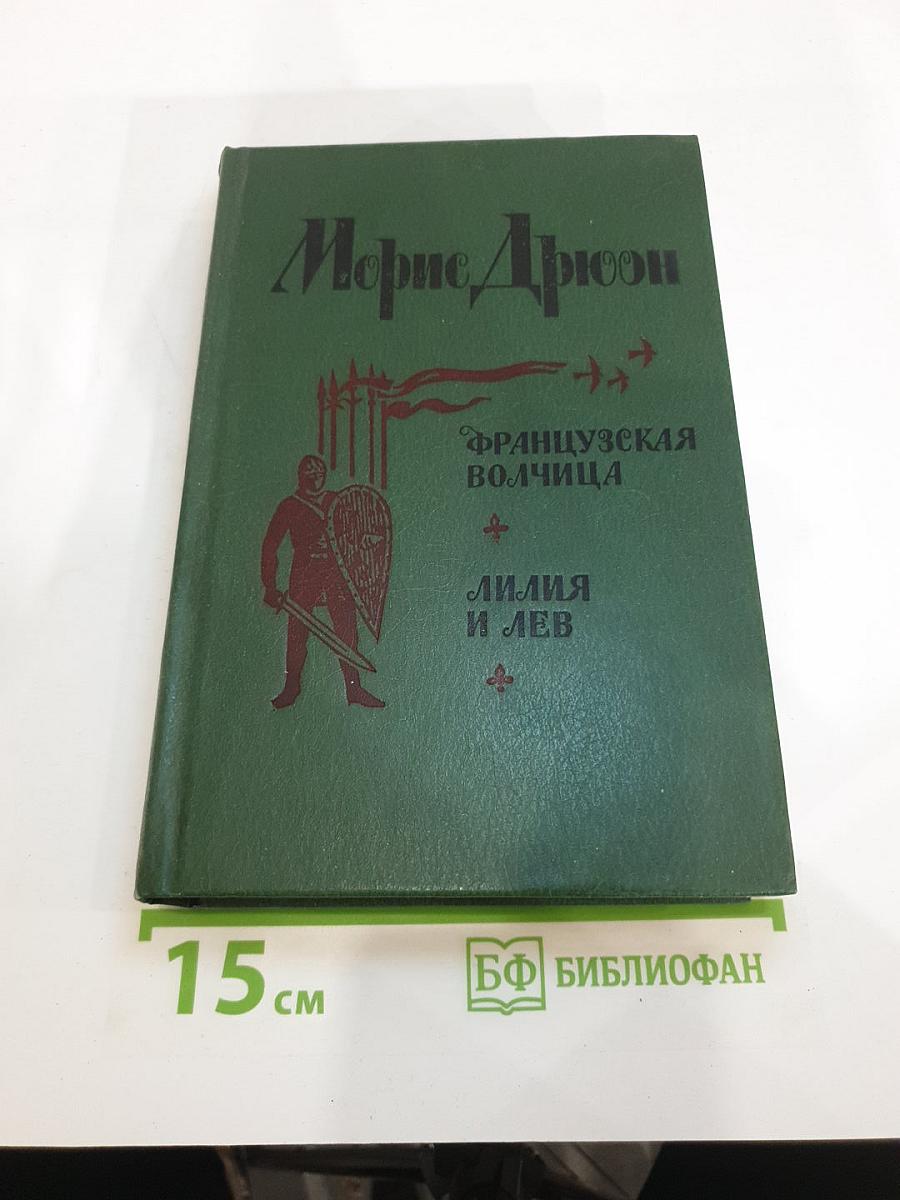 Морис Дрюон
ФРАНЦУЗСКАЯ
ВОЛЧИЦА
ЛИЛИЯ
И ЛЕВ
15 см
БФ БИБЛИОФАН